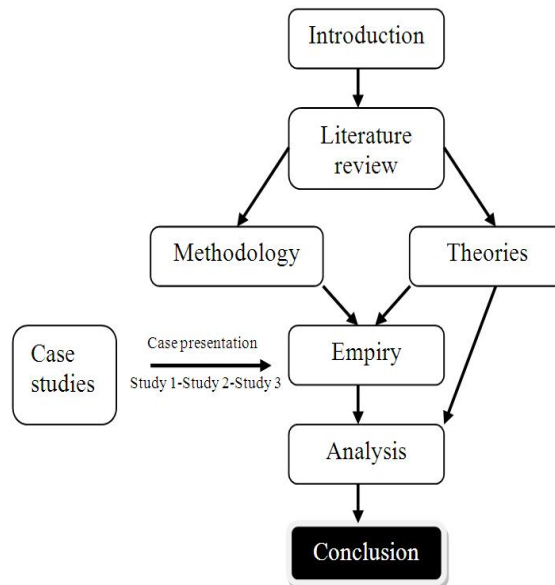 Introduction
Literature
review
Methodology
Theories
Case
studies
Case presentation
Study 1-Study 2-Study 3
Empiry
Analysis
Conclusion